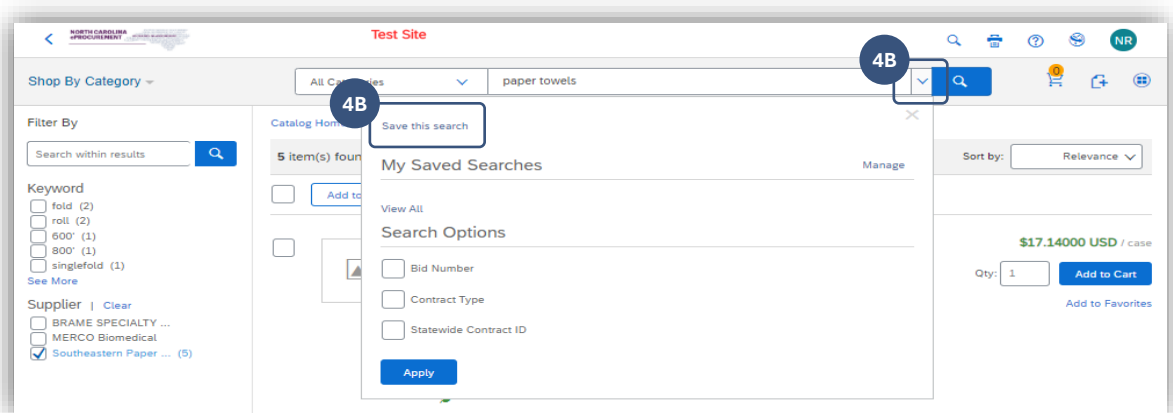 NORTH CAROLINA
ePROCUREMENT
Test Site
NR
4B
Shop By Category
All Categories
paper towels
0
4B
Filter By
Catalog Home
Save this search
Search within results
5 item(s) foun
My Saved Searches
Manage
Sort by:
Relevance
Keyword
Add to
fold (2)
roll (2)
View All
600' (1)
Search Options
800' (1)
$17.14000 USD / case
singlefold (1)
Bid Number
Qty:
1
Add to Cart
See More
Contract Type
Supplier | Clear
Add to Favorites
BRAME SPECIALTY ...
Statewide Contract ID
MERCO Biomedical
Southeastern Paper ... (5)
Apply